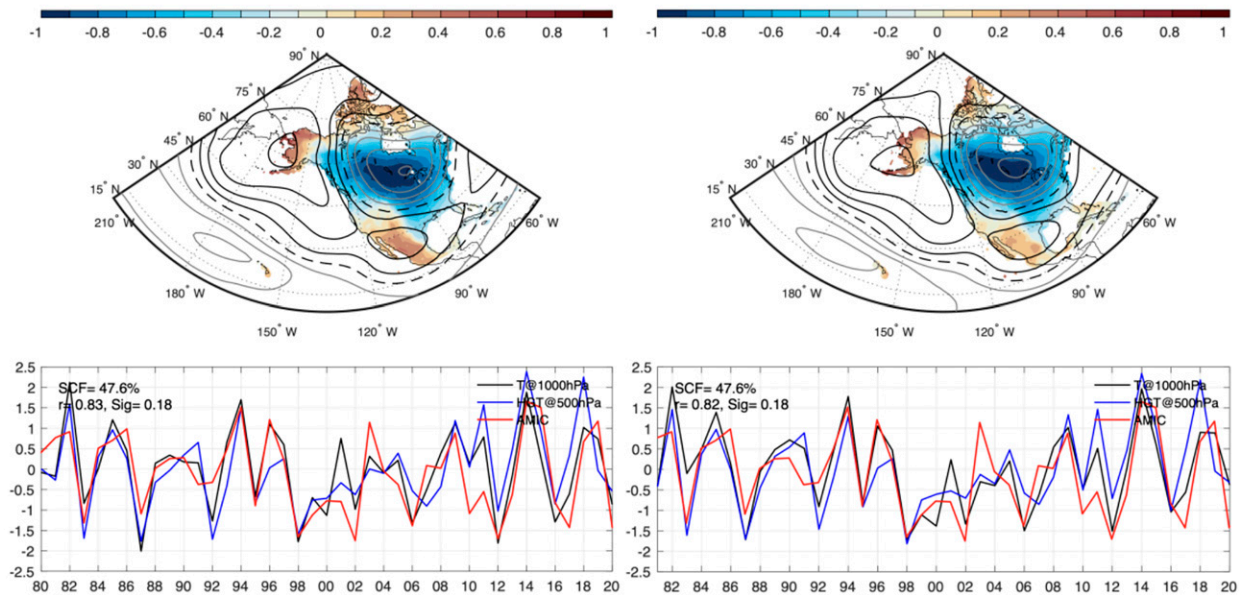 -1 -0.8 -0.6 -0.4 -0.2 0 0.2 0.4 0.6 0.8 1
90° N
75° N
60° N
45° N
30° N
15° N
210° W
180° W
150° W
120° W
90° W
60° W
-1 -0.8 -0.6 -0.4 -0.2 0 0.2 0.4 0.6 0.8 1
90° N
75° N
60° N
45° N
30° N
15° N
210° W
180° W
150° W
120° W
90° W
60° W
2.5
2
1.5
1
0.5
0
-0.5
-1
-1.5
-2
-2.5
SCF= 47.6%
r= 0.83, Sig= 0.18
T@1000hPa
HGT@500hPa
AMIC
80 82 84 86 88 90 92 94 96 98 00 02 04 06 08 10 12 14 16 18 20
2.5
2
1.5
1
0.5
0
-0.5
-1
-1.5
-2
-2.5
SCF= 47.6%
r= 0.82, Sig= 0.18
T@1000hPa
HGT@500hPa
AMIC
82 84 86 88 90 92 94 96 98 00 02 04 06 08 10 12 14 16 18 20